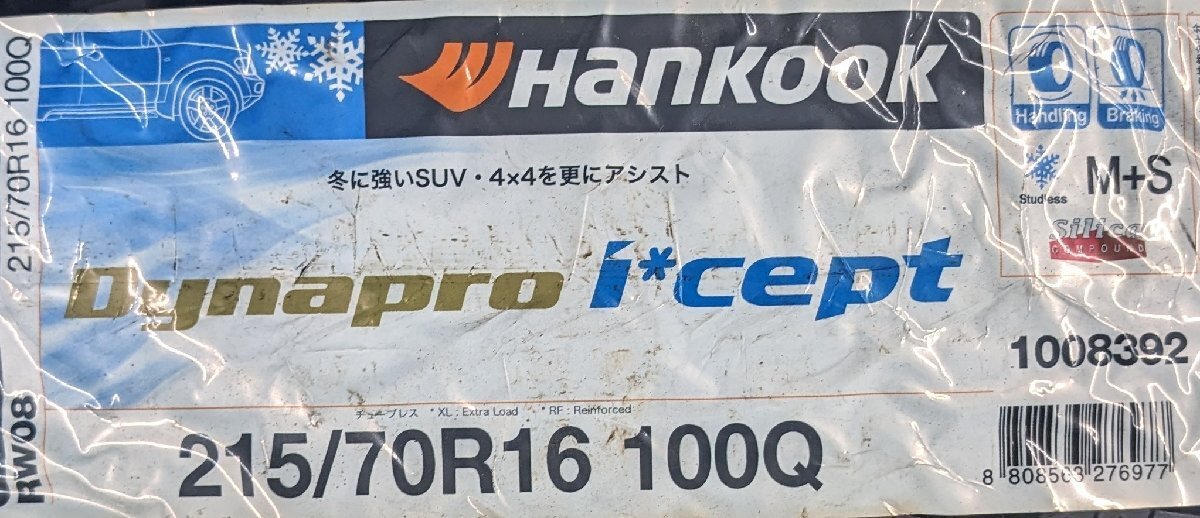 215/70R16 100Q
RW08
Hankook
冬に強いSUV・4×4を更にアシスト
Dynapro i*cept
チューブレス *XL : Extra Load *RF : Reinforced
215/70R16 100Q
Handling
Braking
Studless
M+S
Silica
COMPOUND
1008392
8 808563 276977